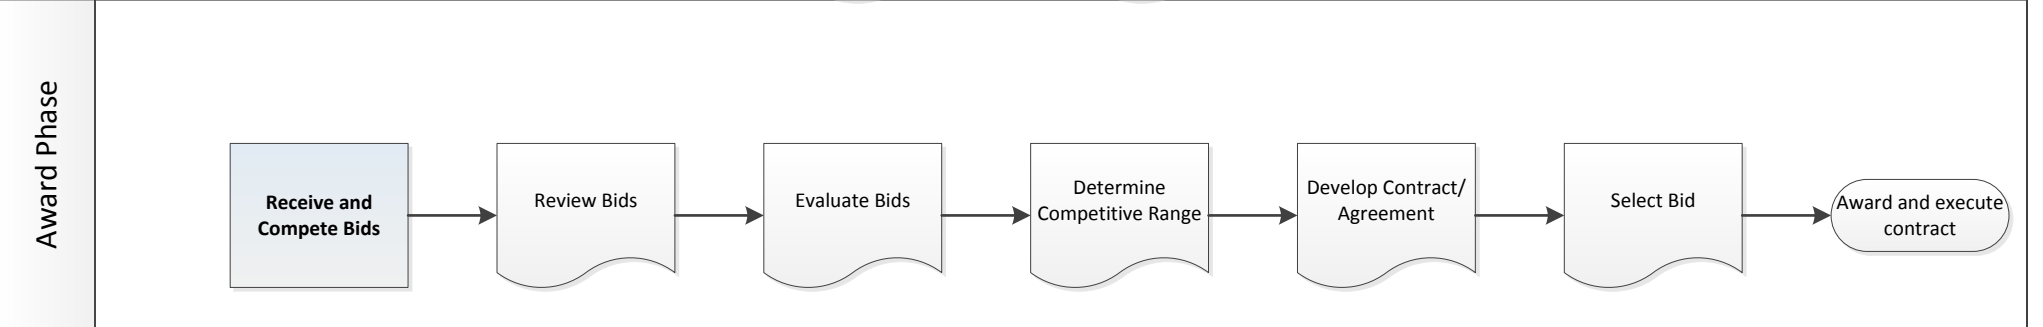 Award Phase
Receive and
Compete Bids
Review Bids
Evaluate Bids
Determine
Competitive Range
Develop Contract/
Agreement
Select Bid
Award and execute
contract